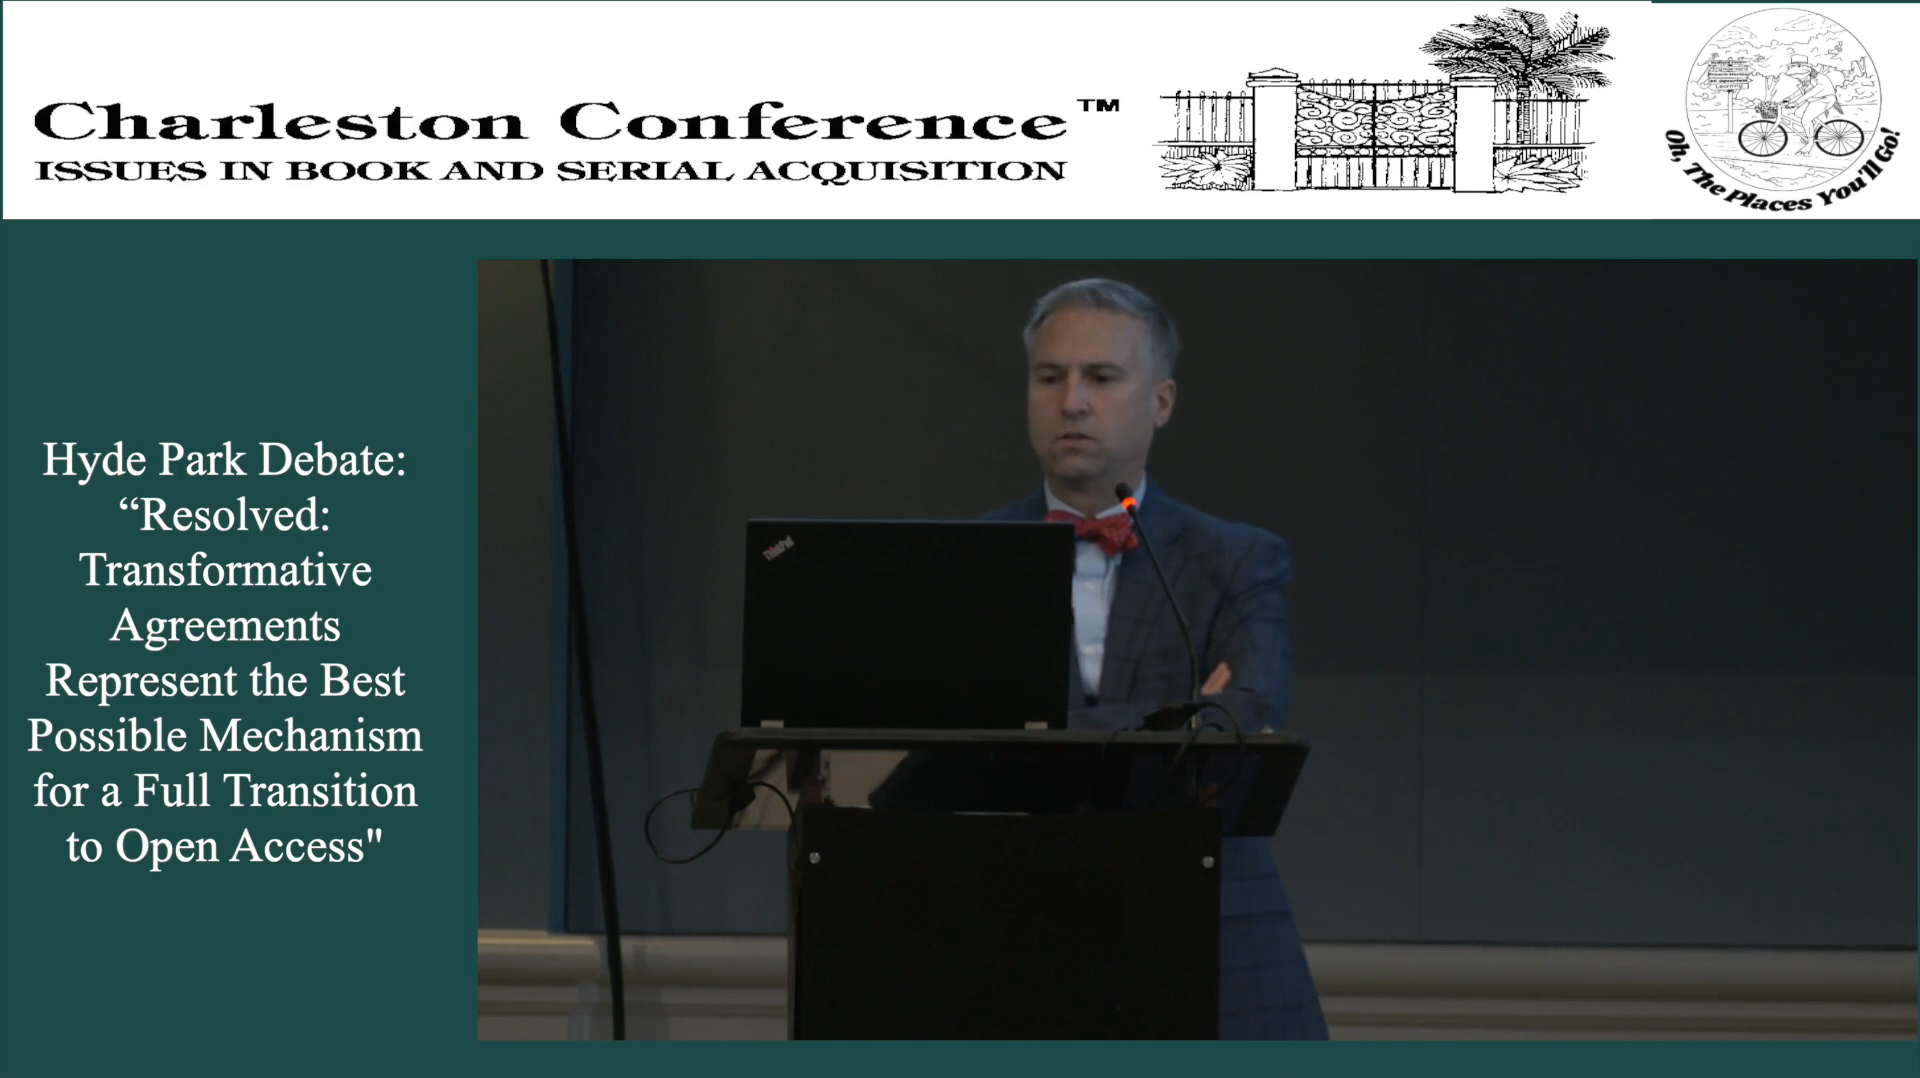 Charleston Conference™
ISSUES IN BOOK AND SERIAL ACQUISITION
Oh, The Places You'll Go!
Hyde Park Debate:
“Resolved:
Transformative
Agreements
Represent the Best
Possible Mechanism
for a Full Transition
to Open Access"
ThinkPad